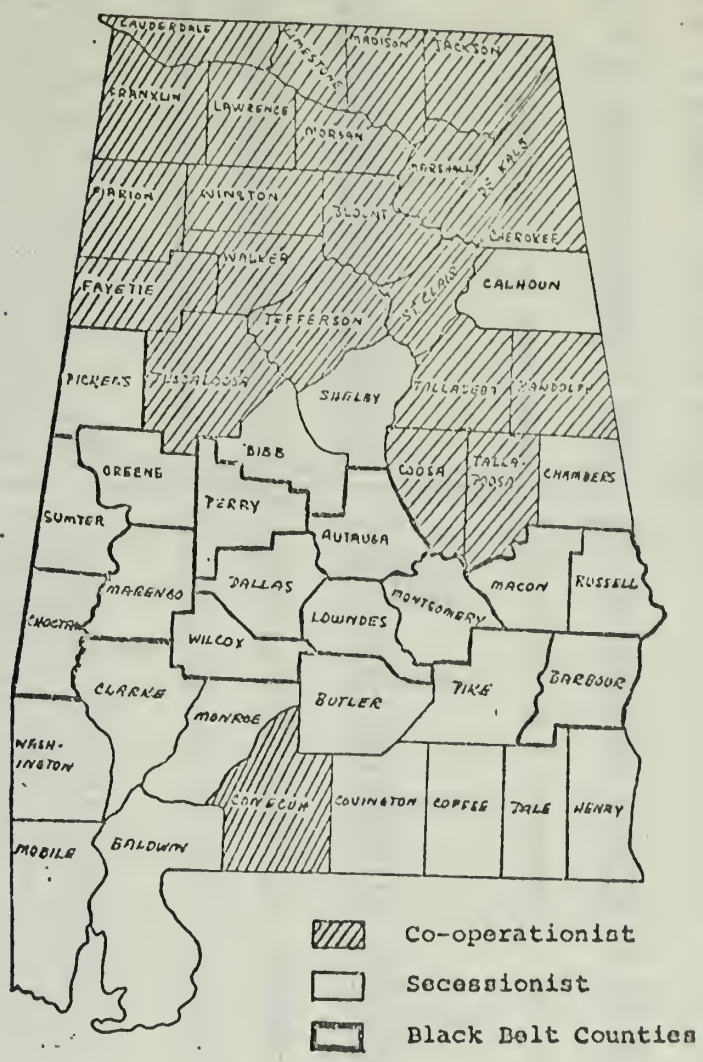 LAUDERDALE
LIMESTONE
MADISON
JACKSON
FRANKLIN
LAWRENCE
MORGAN
MARSHALL
DE KALB
MARION
WINSTON
BLOUNT
CHEROKEE
WALKER
ST CLAIR
CALHOUN
FAYETTE
JEFFERSON
PICKENS
TUSCALOOSA
SHELBY
TALLADEGA
RANDOLPH
BIBB
COOSA
TALLA-
POOSA
CHAMBERS
GREENE
PERRY
SUMTER
AUTAUGA
MARENGO
DALLAS
LOWNDES
MONTGOMERY
MACON
RUSSELL
CHOCTAW
WILCOX
CLARKE
MONROE
BUTLER
PIKE
BARBOUR
WASH-
INGTON
CONECUH
COVINGTON
COFFEE
DALE
HENRY
MOBILE
BALDWIN
Co-operationist
Secessionist
Black Belt Counties